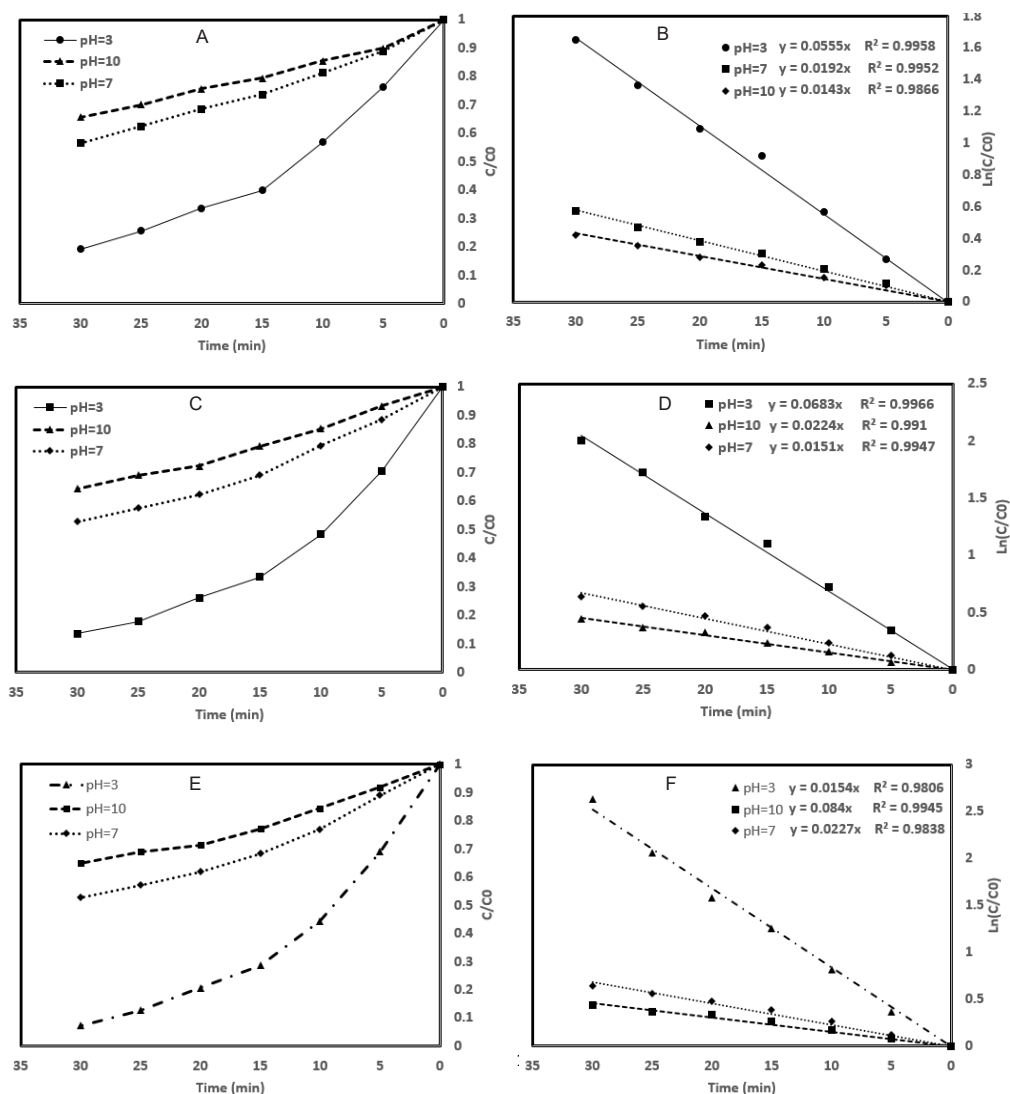 A
pH=3
pH=10
pH=7
1
0.9
0.8
0.7
0.6
0.5
0.4
0.3
0.2
0.1
0
C/C0
35 30 25 20 15 10 5 0
Time (min)
B
pH=3 y = 0.0555x R² = 0.9958
pH=7 y = 0.0192x R² = 0.9952
pH=10 y = 0.0143x R² = 0.9866
1.8
1.6
1.4
1.2
1
0.8
0.6
0.4
0.2
0
Ln(C/C0)
35 30 25 20 15 10 5 0
Time (min)
C
pH=3
pH=10
pH=7
1
0.9
0.8
0.7
0.6
0.5
0.4
0.3
0.2
0.1
0
C/C0
35 30 25 20 15 10 5 0
Time (min)
D
pH=3 y = 0.0683x R² = 0.9966
pH=10 y = 0.0224x R² = 0.991
pH=7 y = 0.0151x R² = 0.9947
2.5
2
1.5
1
0.5
0
Ln(C/C0)
35 30 25 20 15 10 5 0
Time (min)
E
pH=3
pH=10
pH=7
1
0.9
0.8
0.7
0.6
0.5
0.4
0.3
0.2
0.1
0
C/C0
35 30 25 20 15 10 5 0
Time (min)
F
pH=3 y = 0.0154x R² = 0.9806
pH=10 y = 0.084x R² = 0.9945
pH=7 y = 0.0227x R² = 0.9838
3
2.5
2
1.5
1
0.5
0
Ln(C/C0)
35 30 25 20 15 10 5 0
Time (min)